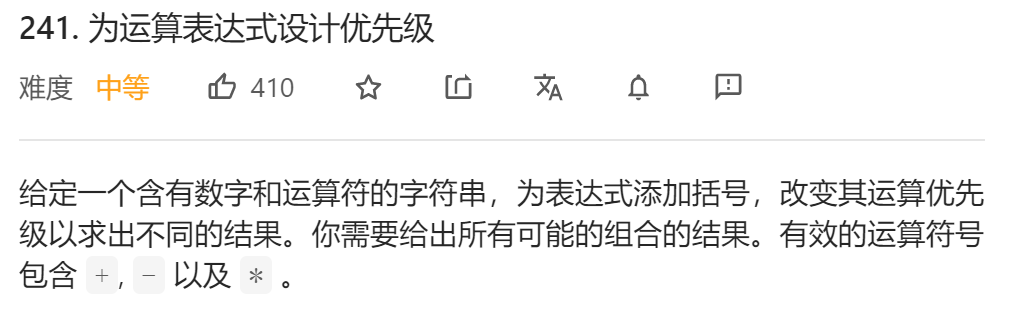 241. 为运算表达式设计优先级
难度 中等 410
给定一个含有数字和运算符的字符串，为表达式添加括号，改变其运算优先
级以求出不同的结果。你需要给出所有可能的组合的结果。有效的运算符号
包含 +, - 以及 * 。